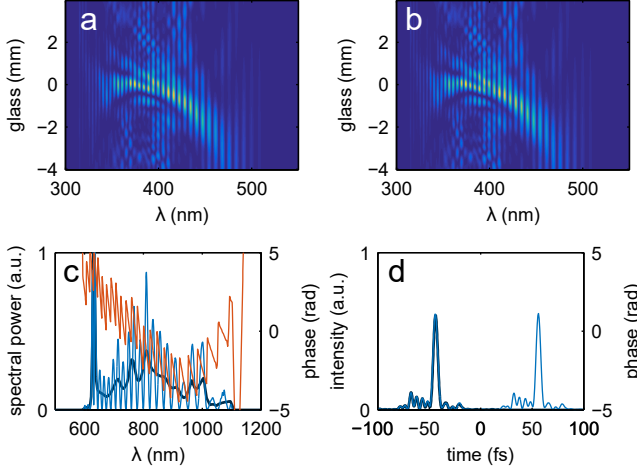 a
b
glass (mm)
2
0
−2
−4
300
400
500
λ (nm)
glass (mm)
2
0
−2
−4
300
400
500
λ (nm)
c
spectral power (a.u.)
1
0
5
0
−5
phase (rad)
600
800
1000
1200
λ (nm)
d
intensity (a.u.)
1
0
5
0
−5
phase (rad)
−100
−50
0
50
100
time (fs)